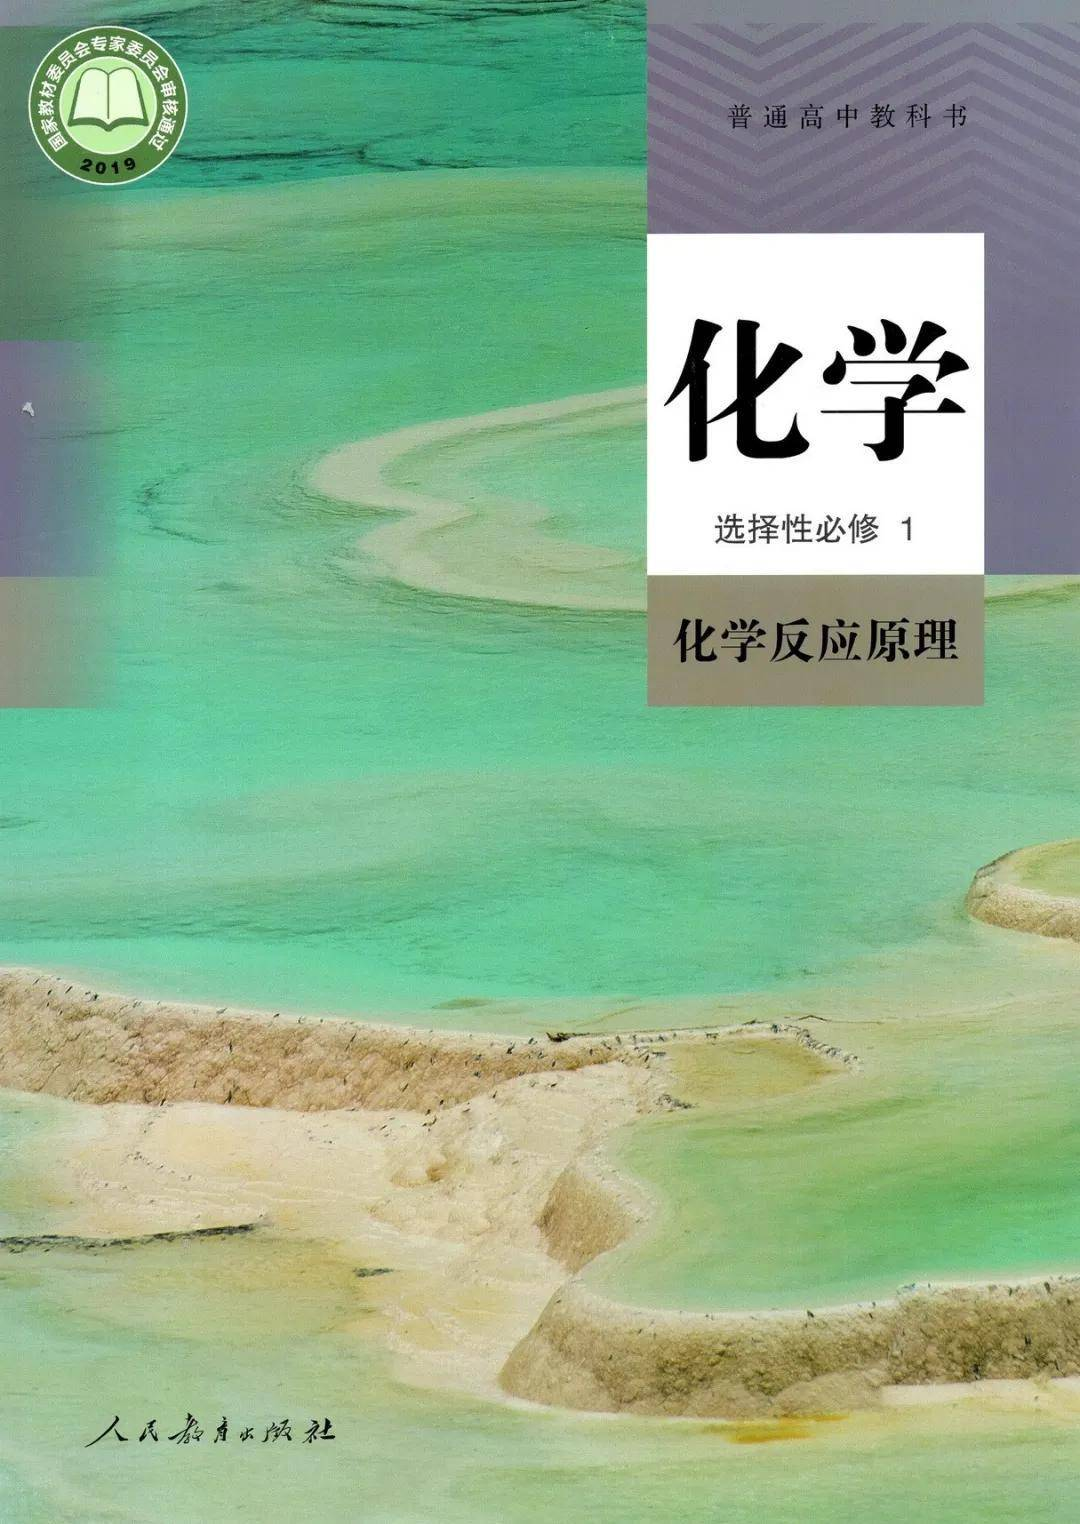 国家教材委员会专家委员会审核通过
2019
普通高中教科书
化学
选择性必修 1
化学反应原理
人民教育出版社